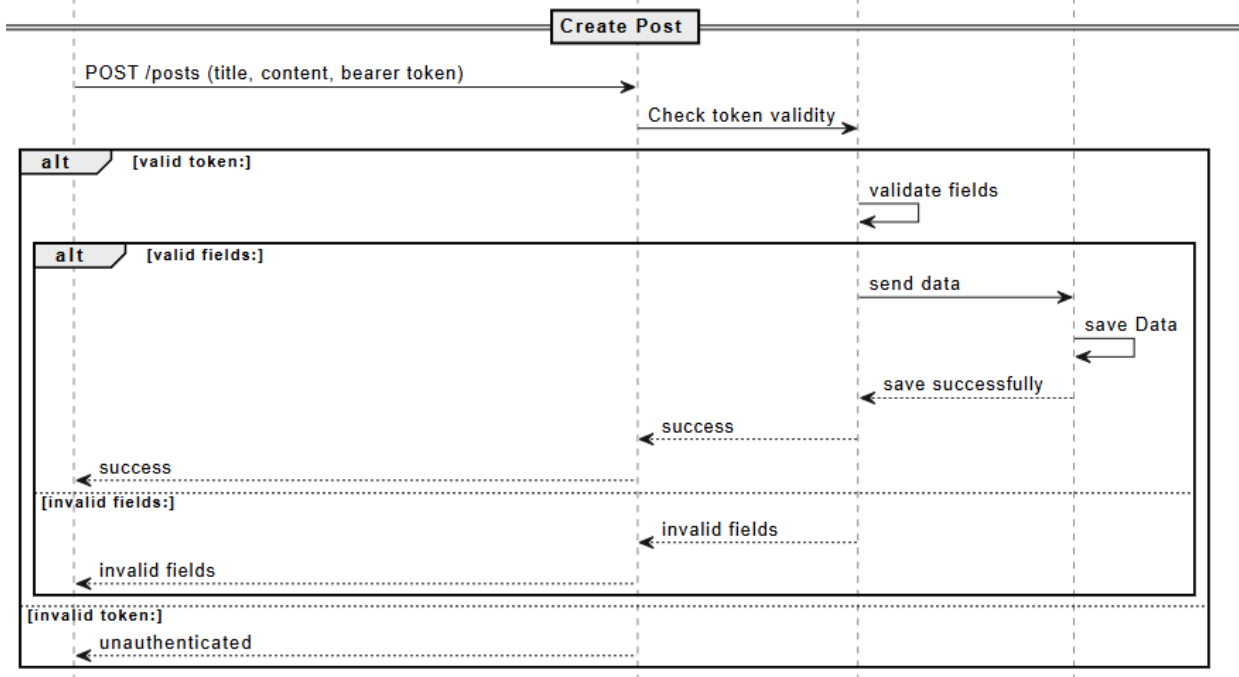 Create Post
POST /posts (title, content, bearer token)
Check token validity
alt [valid token:]
validate fields
alt [valid fields:]
send data
save Data
save successfully
success
success
[invalid fields:]
invalid fields
invalid fields
[invalid token:]
unauthenticated